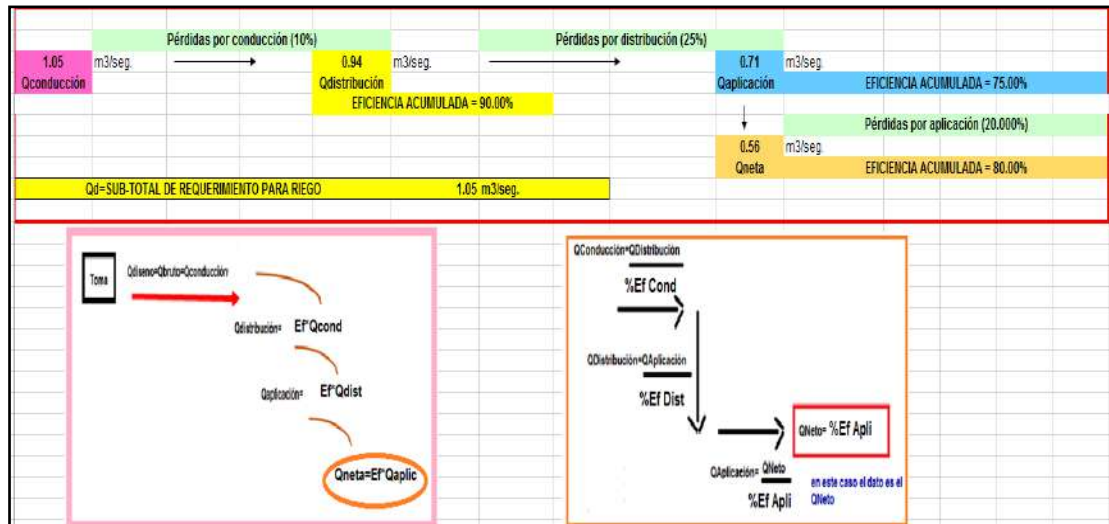 Pérdidas por conducción (10%) Pérdidas por distribución (25%)
1.05 m3/seg. 0.94 m3/seg. 0.71 m3/seg.
Qconducción Qdistribución Qaplicación EFICIENCIA ACUMULADA = 75.00%
EFICIENCIA ACUMULADA = 90.00%
Pérdidas por aplicación (20.000%)
0.56 m3/seg.
Qneta EFICIENCIA ACUMULADA = 80.00%
Qd=SUB-TOTAL DE REQUERIMIENTO PARA RIEGO 1.05 m3/seg.
Toma
Qdiseno=Qbruto=Qconducción
Qdistribución= Ef*Qcond
Qaplicación= Ef*Qdist
Qneta=Ef*Qaplic
QConducción=QDistribución
%Ef Cond
QDistribución=QAplicación
%Ef Dist
QNeto= %Ef Apli
QAplicación= QNeto
%Ef Apli
en este caso el dato es el
QNeto